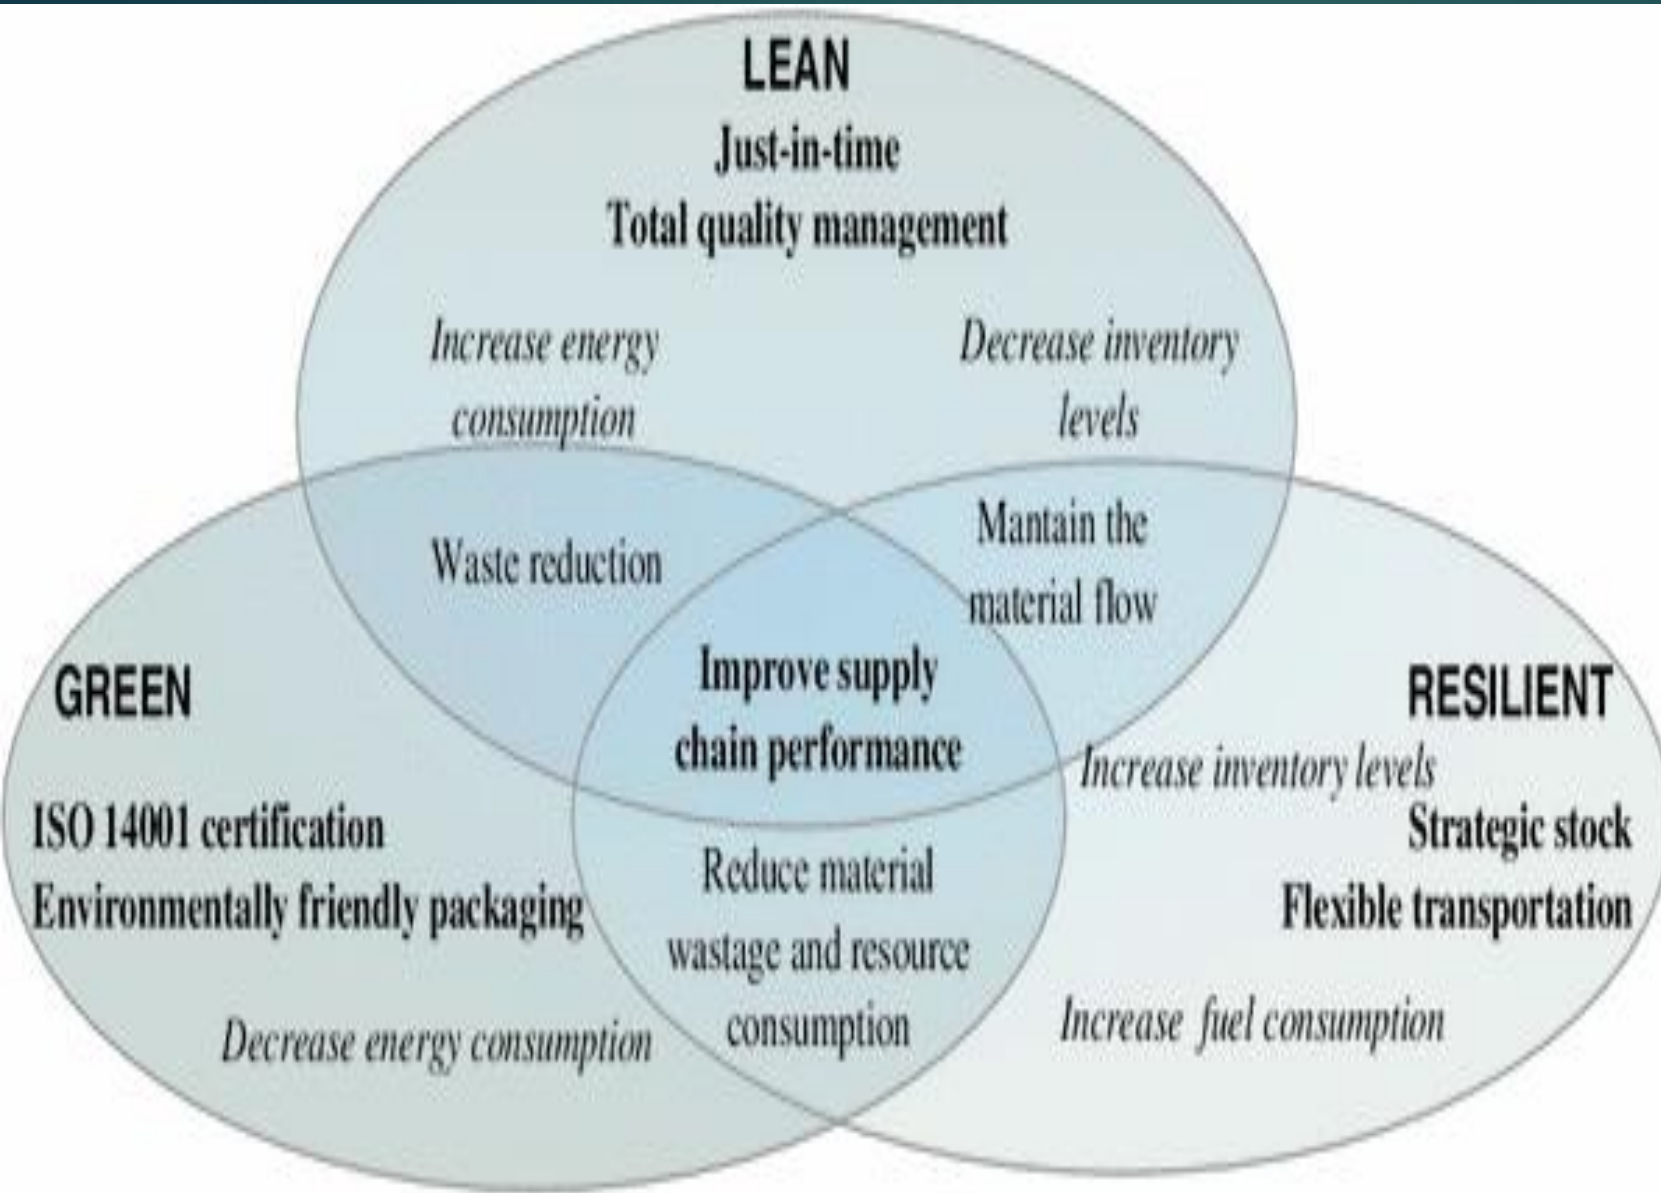 LEAN
Just-in-time
Total quality management
Increase energy
consumption
Decrease inventory
levels
Waste reduction
Mantain the
material flow
Improve supply
chain performance
GREEN
ISO 14001 certification
Environmentally friendly packaging
Decrease energy consumption
Reduce material
wastage and resource
consumption
RESILIENT
Increase inventory levels
Strategic stock
Flexible transportation
Increase fuel consumption